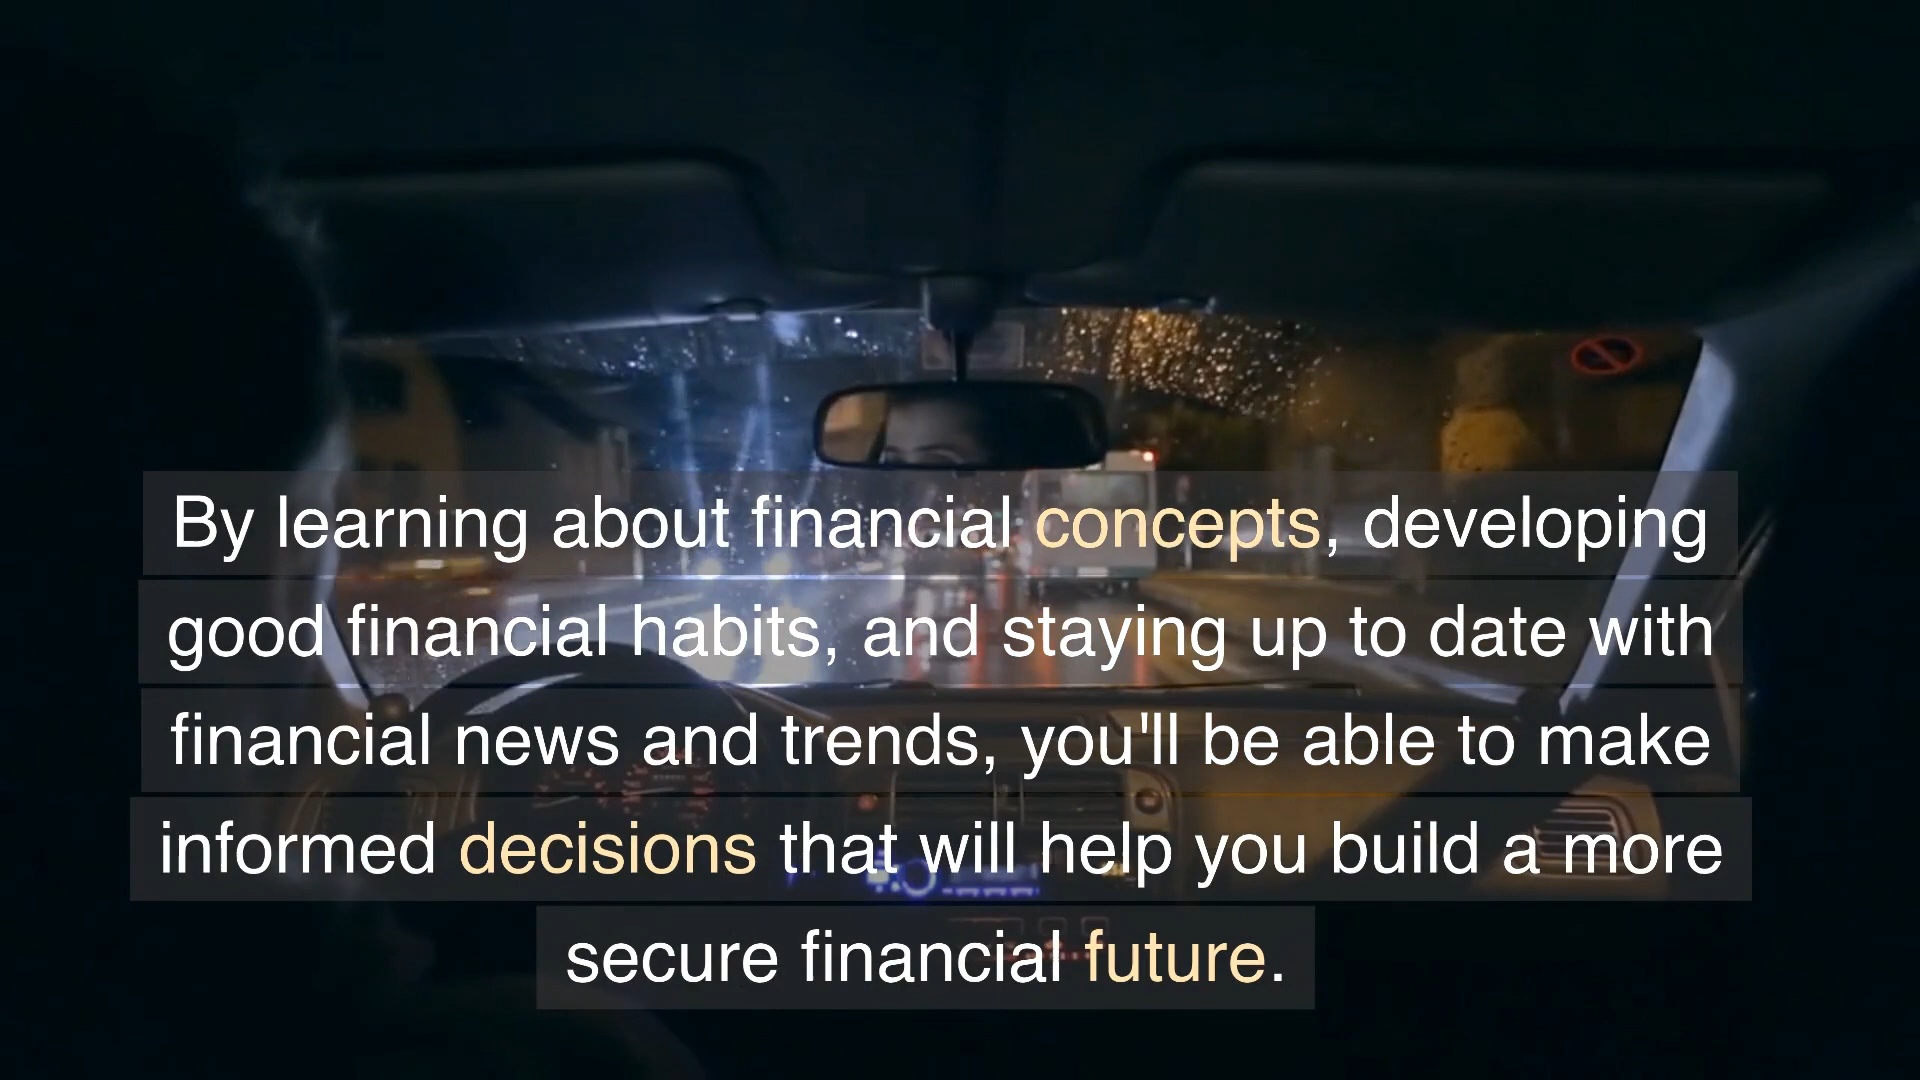 By learning about financial concepts, developing
good financial habits, and staying up to date with
financial news and trends, you'll be able to make
informed decisions that will help you build a more
secure financial future.